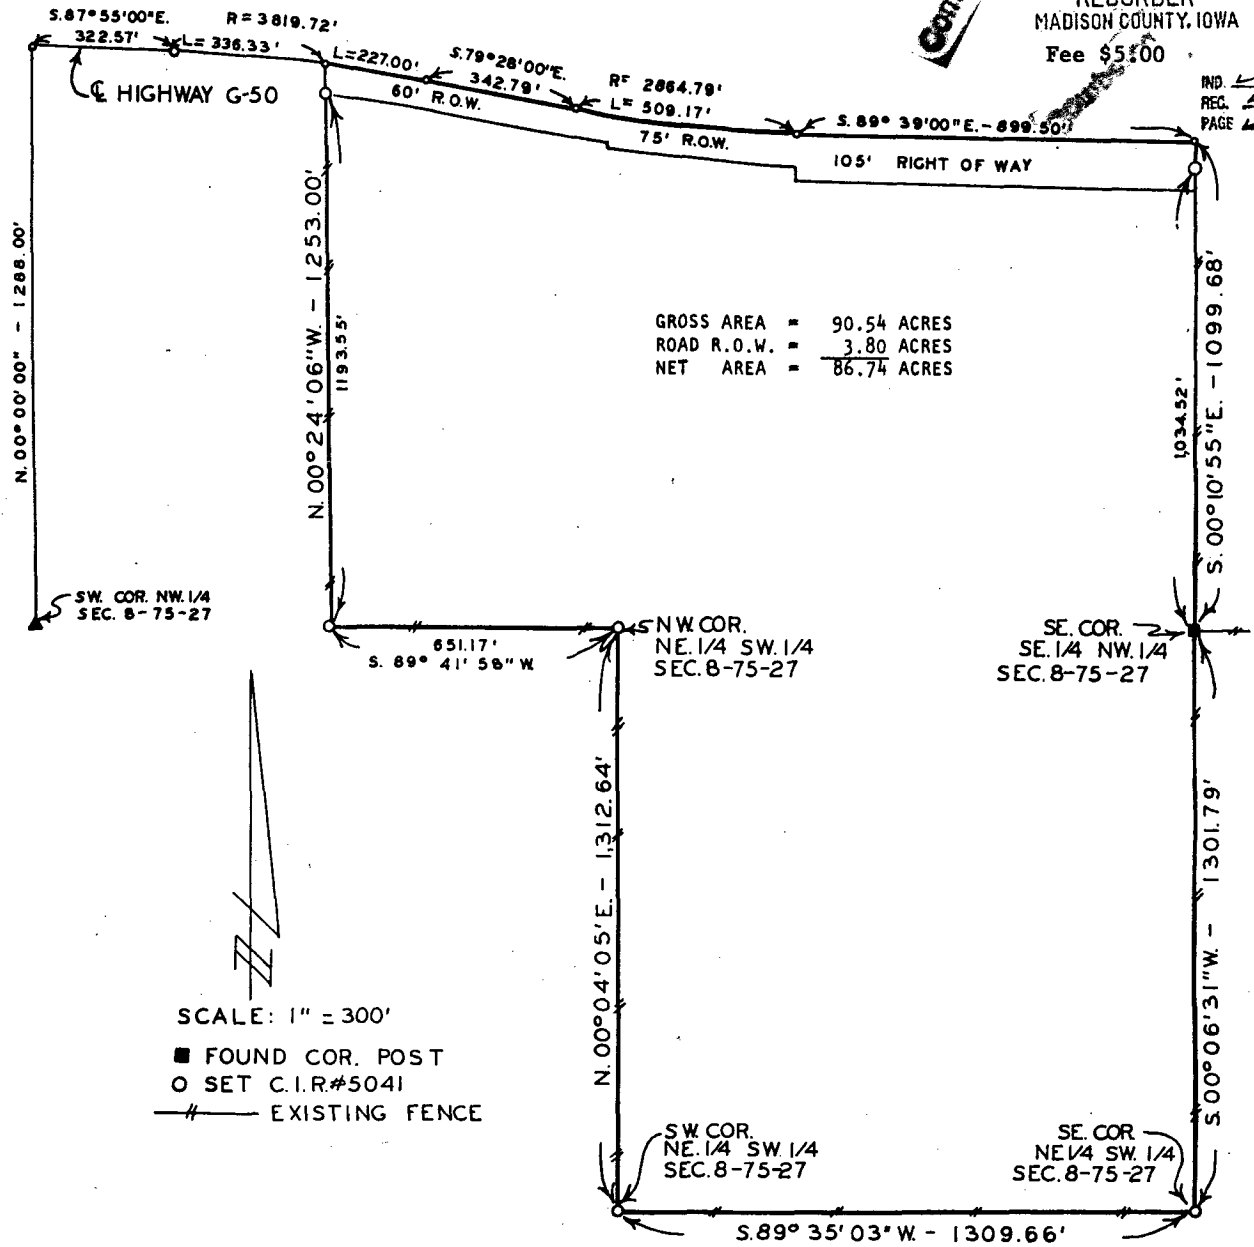 S.87°55'00"E.
322.57'
R=3819.72'
L=336.33'
L=227.00'
S.79°28'00"E.
342.79'
R= 2864.79'
L= 509.17'
S. 89° 39'00"E. - 899.50'
RECORDER
MADISON COUNTY, IOWA
Fee $5.00
IND.
REC.
PAGE
℄ HIGHWAY G-50
60' R.O.W.
75' R.O.W.
105' RIGHT OF WAY
N.00°00'00" - 1288.00'
N.00°24'06"W. - 1253.00'
1193.55'
GROSS AREA = 90.54 ACRES
ROAD R.O.W. = 3.80 ACRES
NET AREA = 86.74 ACRES
1,034.52'
S.00°10'55"E. - 1099.68'
SW. COR. NW. 1/4
SEC. 8-75-27
651.17'
S. 89° 41' 58" W.
NW. COR.
NE. 1/4 SW. 1/4
SEC. 8-75-27
SE. COR.
SE. 1/4 NW. 1/4
SEC. 8-75-27
N.00°04'05"E. - 1,312.64'
S.00°06'31"W. - 1301.79'
SCALE: 1" = 300'
FOUND COR. POST
SET C.I.R.#5041
EXISTING FENCE
SW. COR.
NE. 1/4 SW. 1/4
SEC. 8-75-27
SE. COR.
NE 1/4 SW. 1/4
SEC. 8-75-27
S.89° 35' 03" W. - 1309.66'